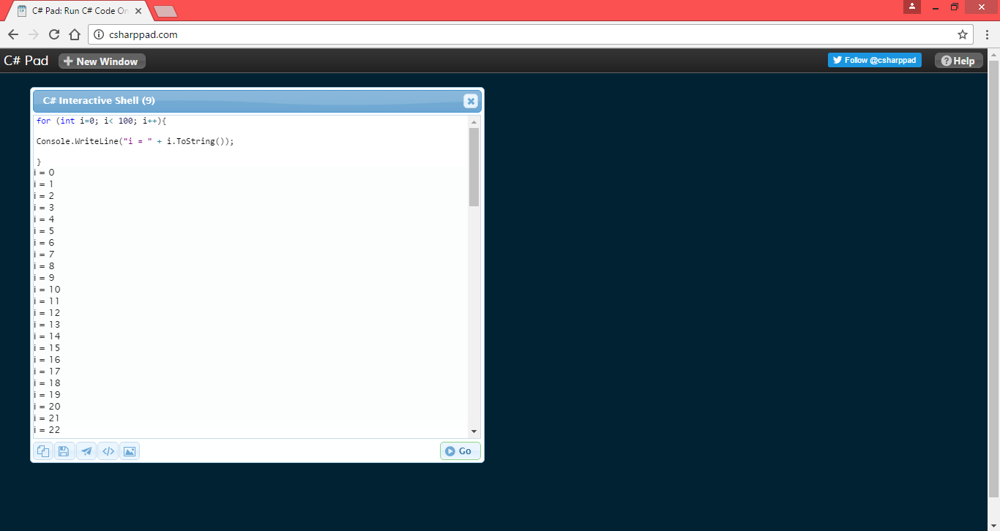 C# Pad: Run C# Code On
csharppad.com
C# Pad
New Window
Follow @csharppad
Help
C# Interactive Shell (9)
for (int i=0; i< 100; i++){
Console.WriteLine("i = " + i.ToString());
}
i = 0
i = 1
i = 2
i = 3
i = 4
i = 5
i = 6
i = 7
i = 8
i = 9
i = 10
i = 11
i = 12
i = 13
i = 14
i = 15
i = 16
i = 17
i = 18
i = 19
i = 20
i = 21
i = 22
Go